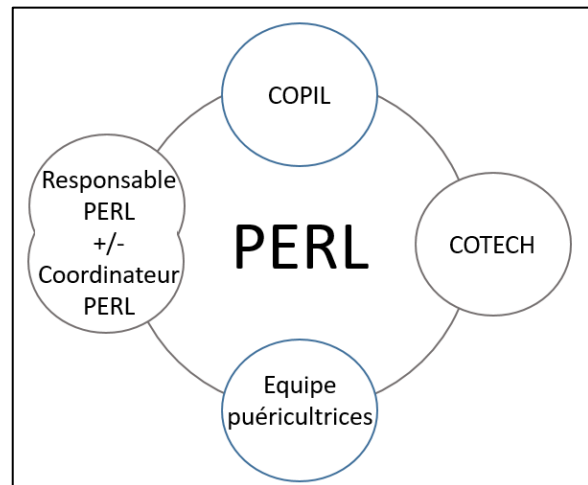 COPIL
Responsable
PERL
+/-
Coordinateur
PERL
PERL
COTECH
Equipe
puéricultrices